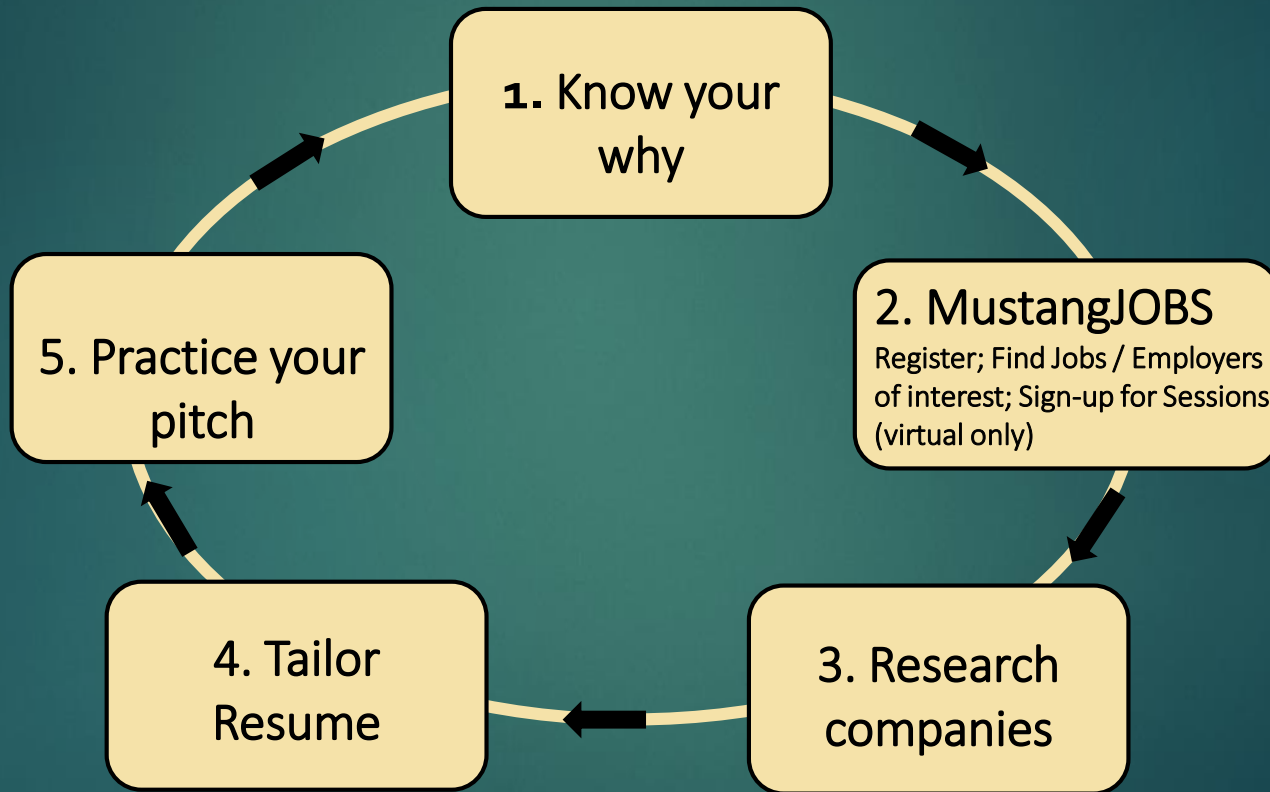 1. Know your
why
2. MustangJOBS
Register; Find Jobs / Employers
of interest; Sign-up for Sessions
(virtual only)
3. Research
companies
4. Tailor
Resume
5. Practice your
pitch